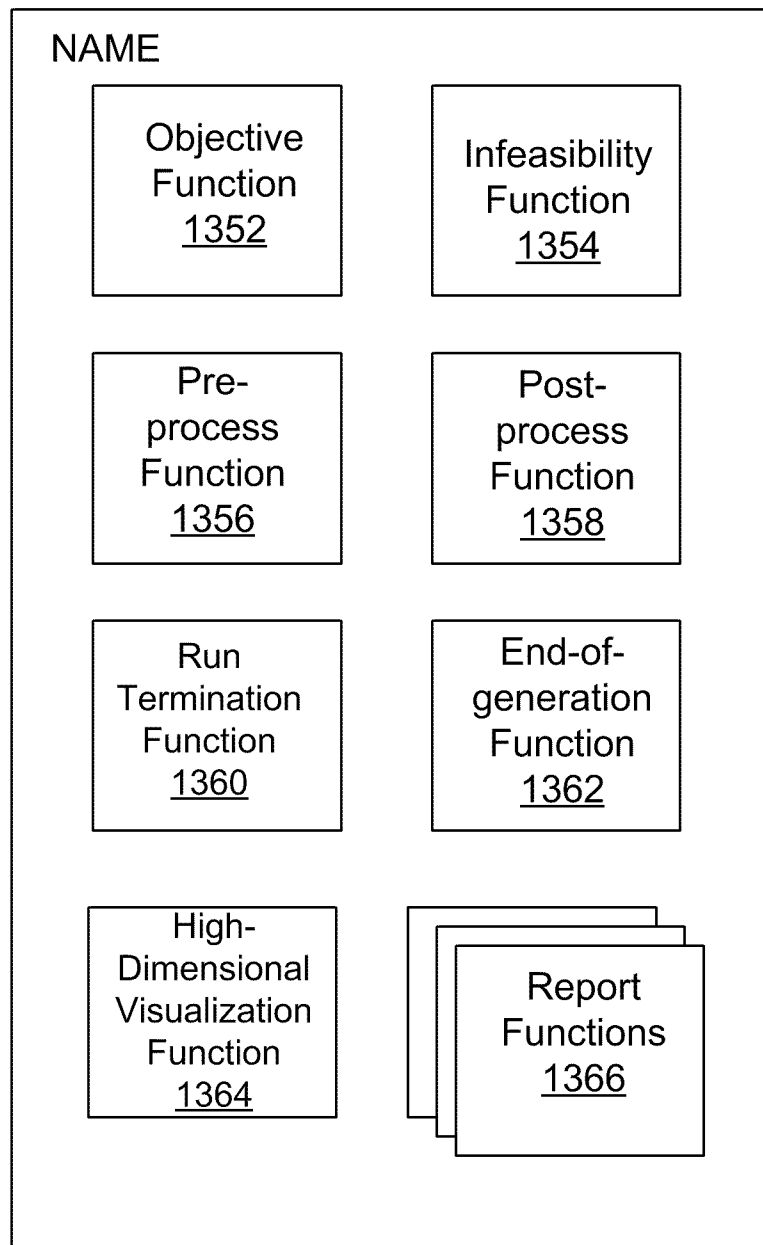 NAME
Objective
Function
1352
Infeasibility
Function
1354
Pre-
process
Function
1356
Post-
process
Function
1358
Run
Termination
Function
1360
End-of-
generation
Function
1362
High-
Dimensional
Visualization
Function
1364
Report
Functions
1366